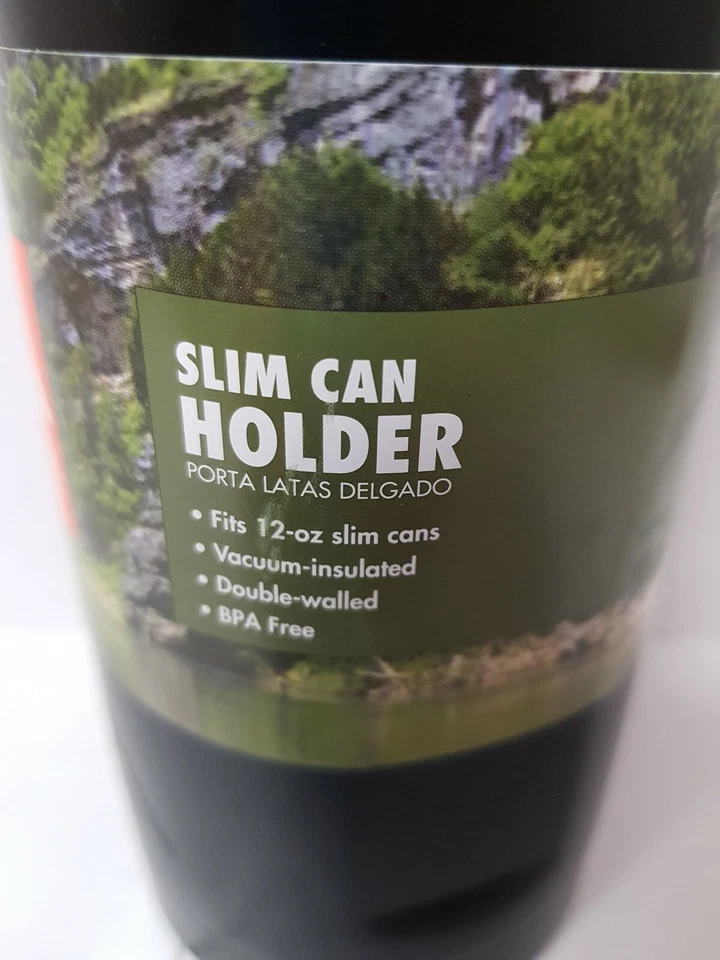 SLIM CAN
HOLDER
PORTA LATAS DELGADO
• Fits 12-oz slim cans
• Vacuum-insulated
• Double-walled
• BPA Free